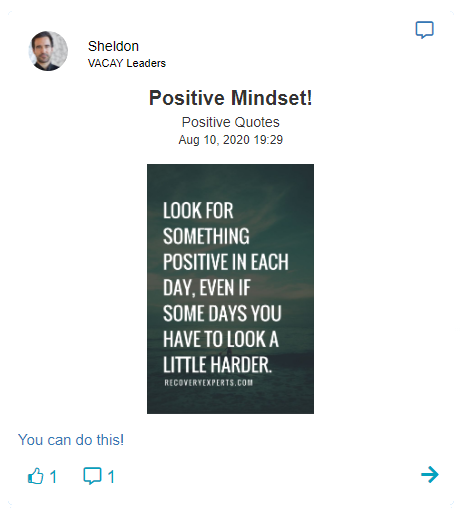 Sheldon
VACAY Leaders
Positive Mindset!
Positive Quotes
Aug 10, 2020 19:29
LOOK FOR
SOMETHING
POSITIVE IN EACH
DAY, EVEN IF
SOME DAYS YOU
HAVE TO LOOK A
LITTLE HARDER.
RECOVERYEXPERTS.COM
You can do this!
1 1